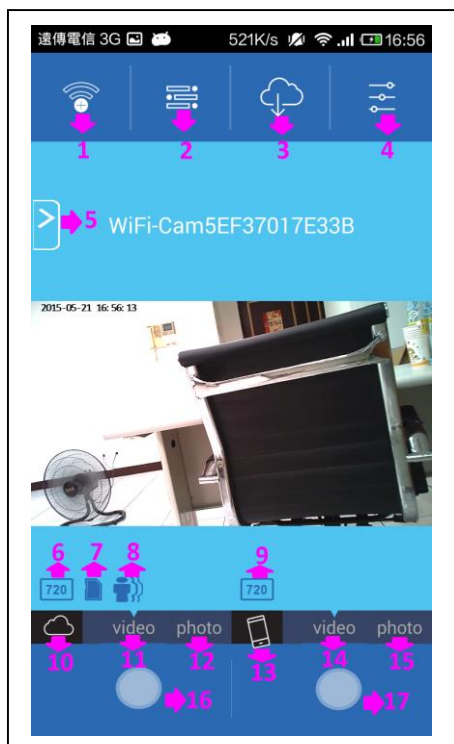 遠傳電信 3G 521K/s 16:56
1 2 3 4
5 WiFi-Cam5EF37017E33B
2015-05-21 16:56:13
6 7 8 9
720 720
video photo video photo
10 11 12 13 14 15
16 17